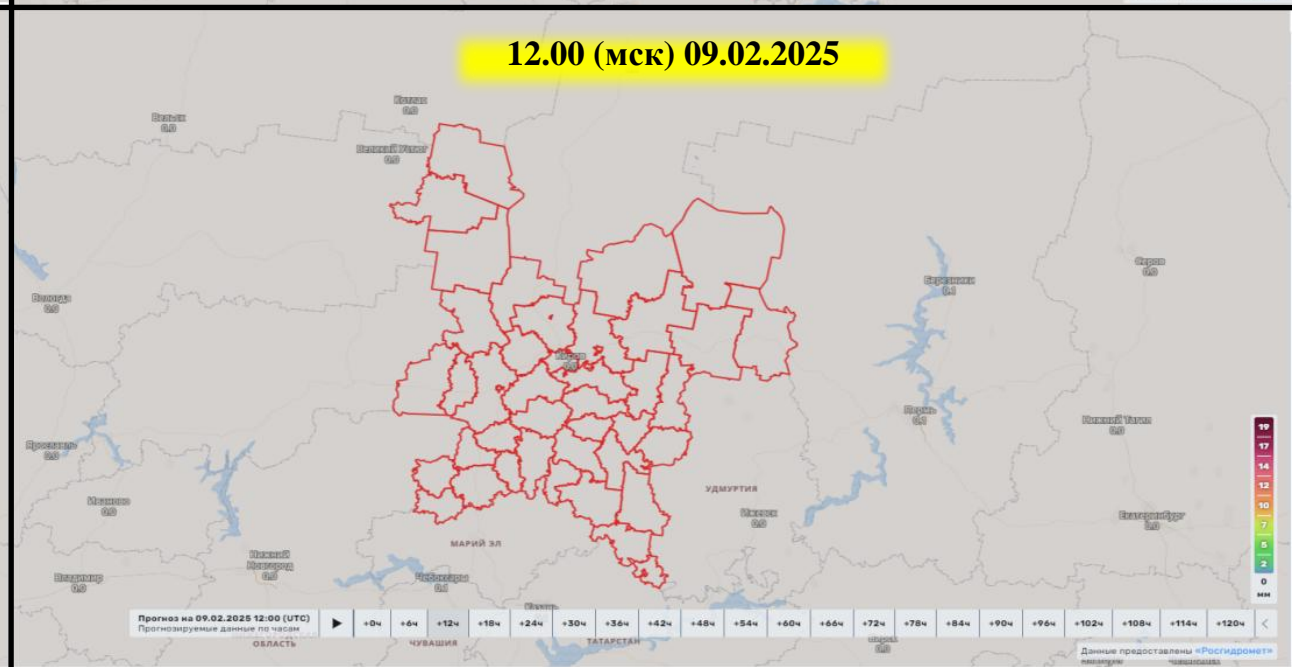 12.00 (мск) 09.02.2025
Котлас
0.0
Вельск
0.0
Великий Устюг
0.0
Серов
0.0
Березники
0.1
Вологда
0.0
Киров
0.0
Пермь
0.1
Нижний Тагил
0.0
Ярославль
0.0
19
17
14
12
10
7
5
2
0
мм
УДМУРТИЯ
Иваново
0.0
Ижевск
0.0
Екатеринбург
0.0
МАРИЙ ЭЛ
Нижний
Новгород
0.0
Владимир
0.0
Чебоксары
0.1
Казань
Прогноз на 09.02.2025 12:00 (UTC)
Прогнозируемые данные по часам
+0ч +6ч +12ч +18ч +24ч +30ч +36ч +42ч +48ч +54ч +60ч +66ч +72ч +78ч +84ч +90ч +96ч +102ч +108ч +114ч +120ч
ОБЛАСТЬ
ЧУВАШИЯ
ТАТАРСТАН
0.0
Данные предоставлены «Росгидромет»